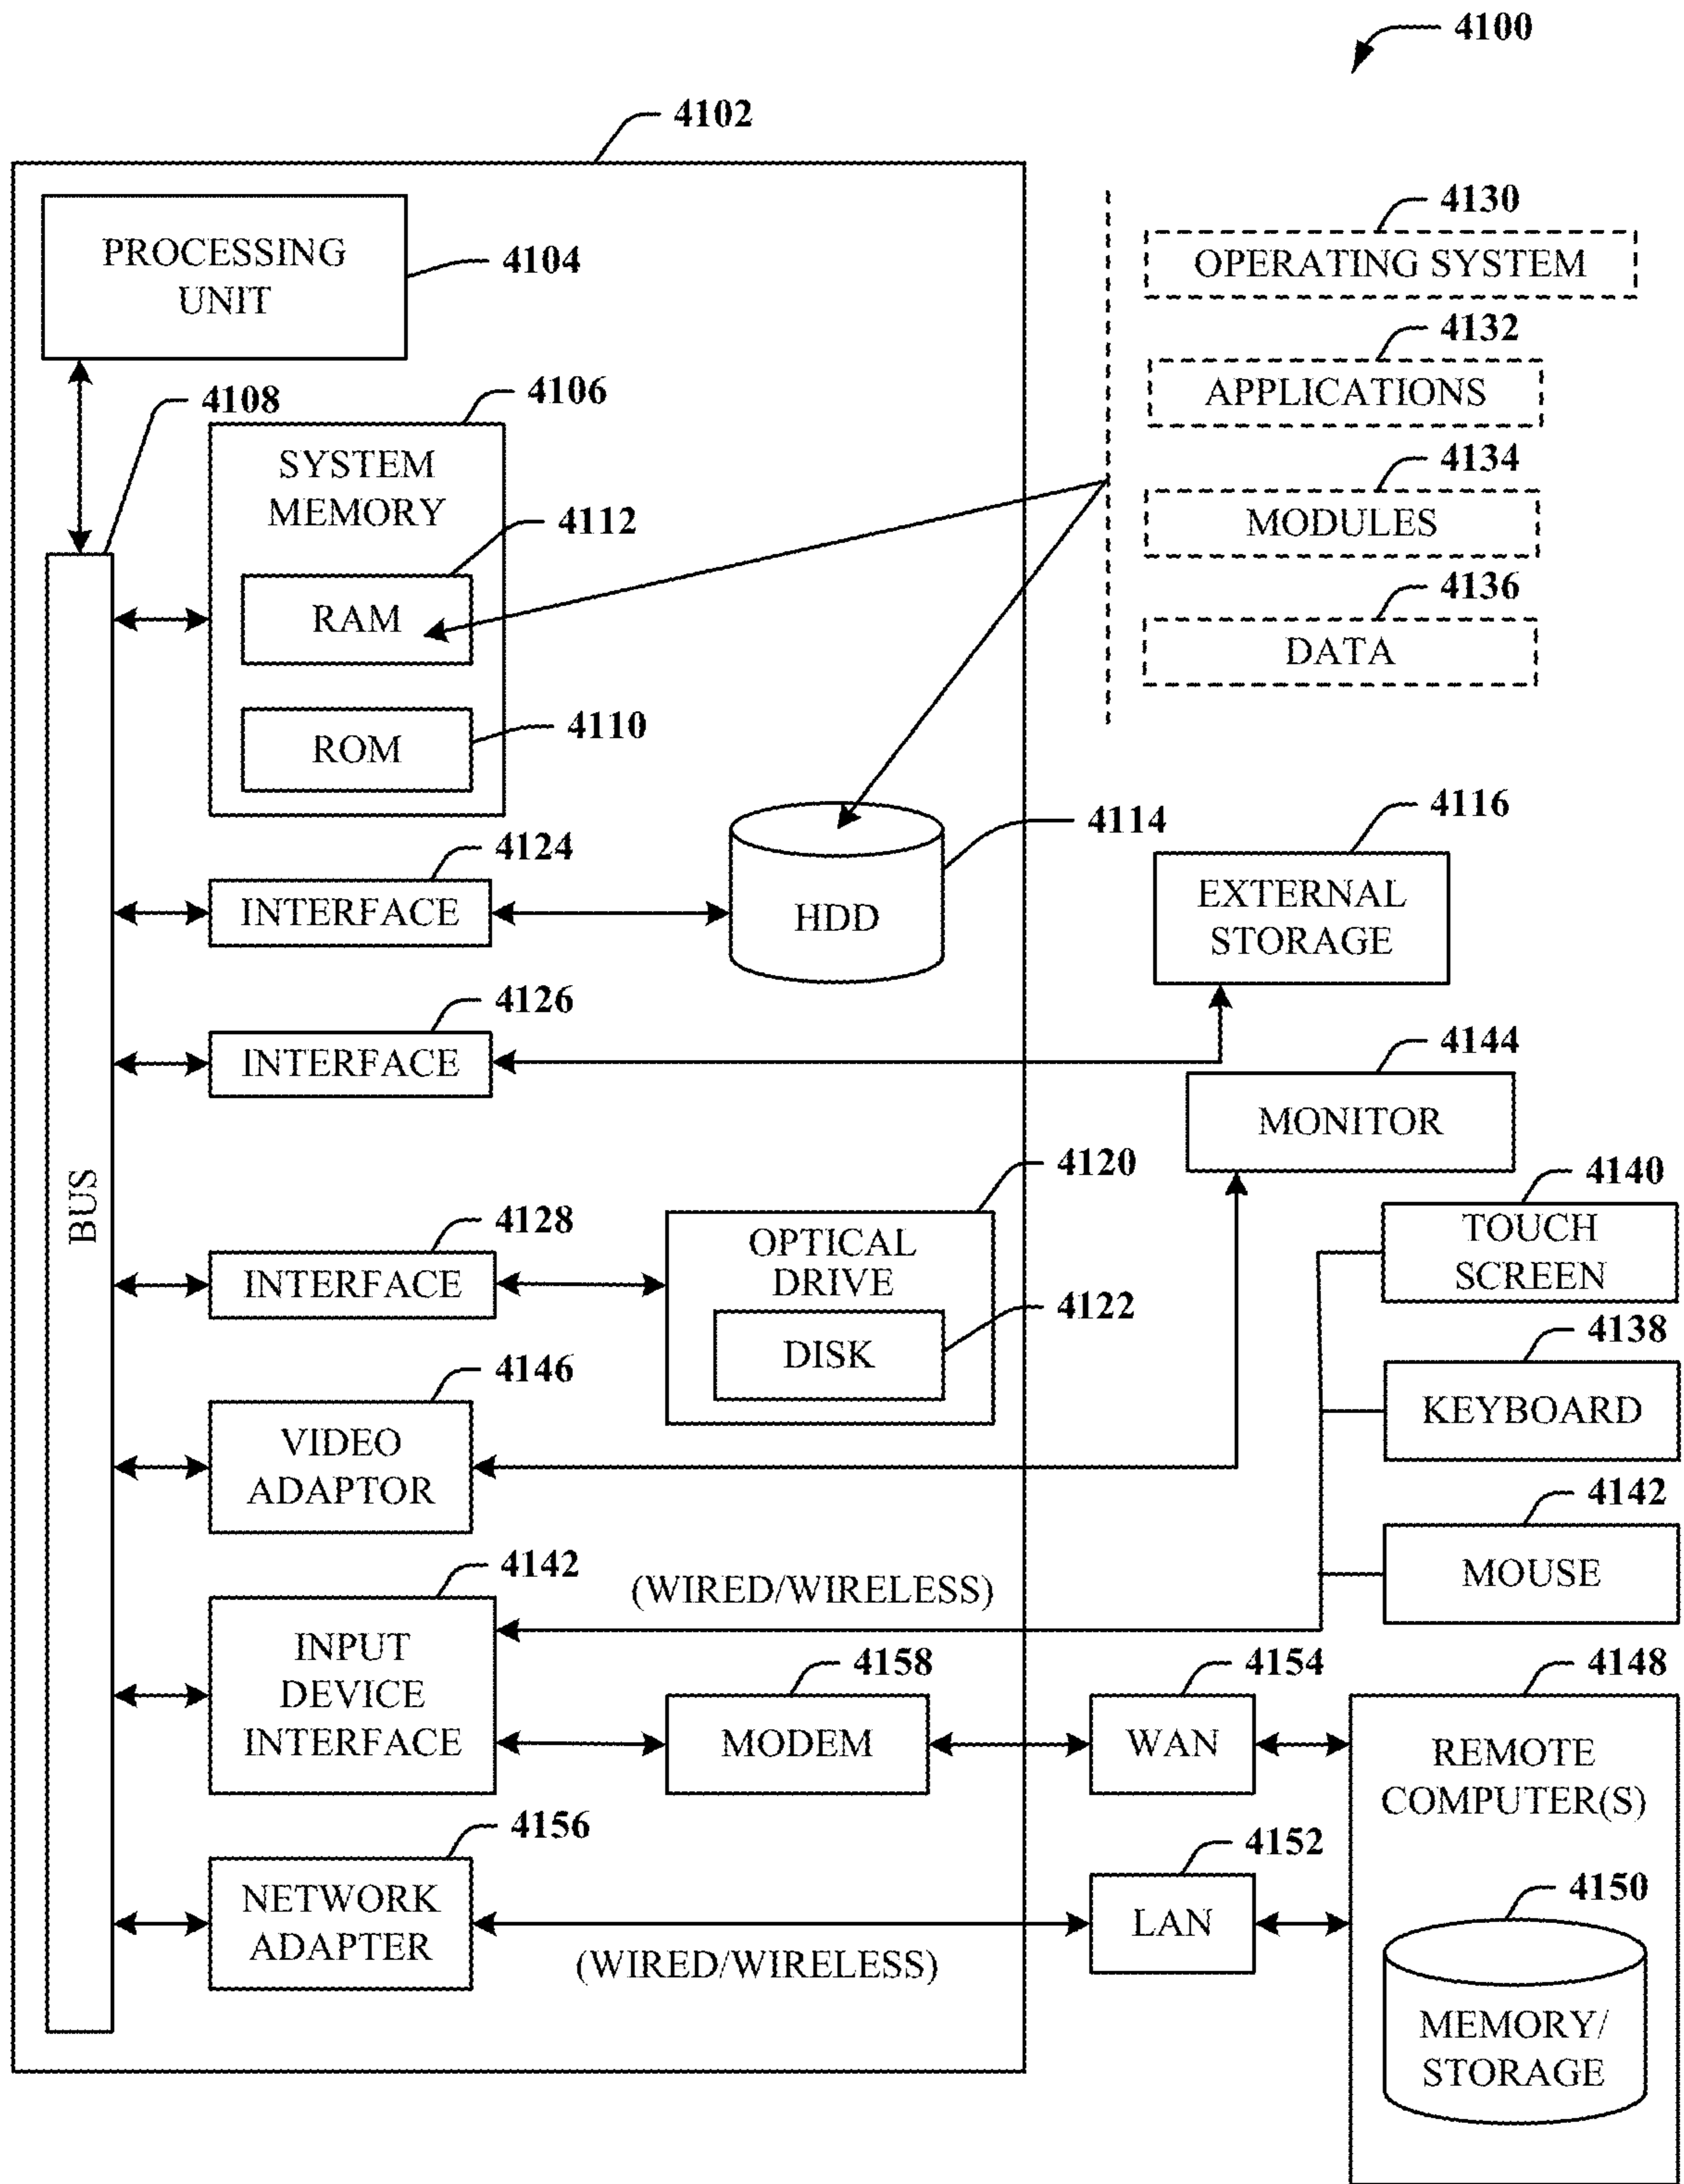 4100
4102
PROCESSING
UNIT
4104
4108
4106
SYSTEM
MEMORY
4112
RAM
4110
ROM
4130
OPERATING SYSTEM
4132
APPLICATIONS
4134
MODULES
4136
DATA
4124
INTERFACE
4114
HDD
4116
EXTERNAL
STORAGE
4126
INTERFACE
4144
MONITOR
BUS
4128
INTERFACE
4120
OPTICAL
DRIVE
4122
DISK
4140
TOUCH
SCREEN
4138
KEYBOARD
4146
VIDEO
ADAPTOR
4142
MOUSE
4142
INPUT
DEVICE
INTERFACE
(WIRED/WIRELESS)
4158
MODEM
4154
WAN
4148
REMOTE
COMPUTER(S)
4156
NETWORK
ADAPTER
(WIRED/WIRELESS)
4152
LAN
4150
MEMORY/
STORAGE